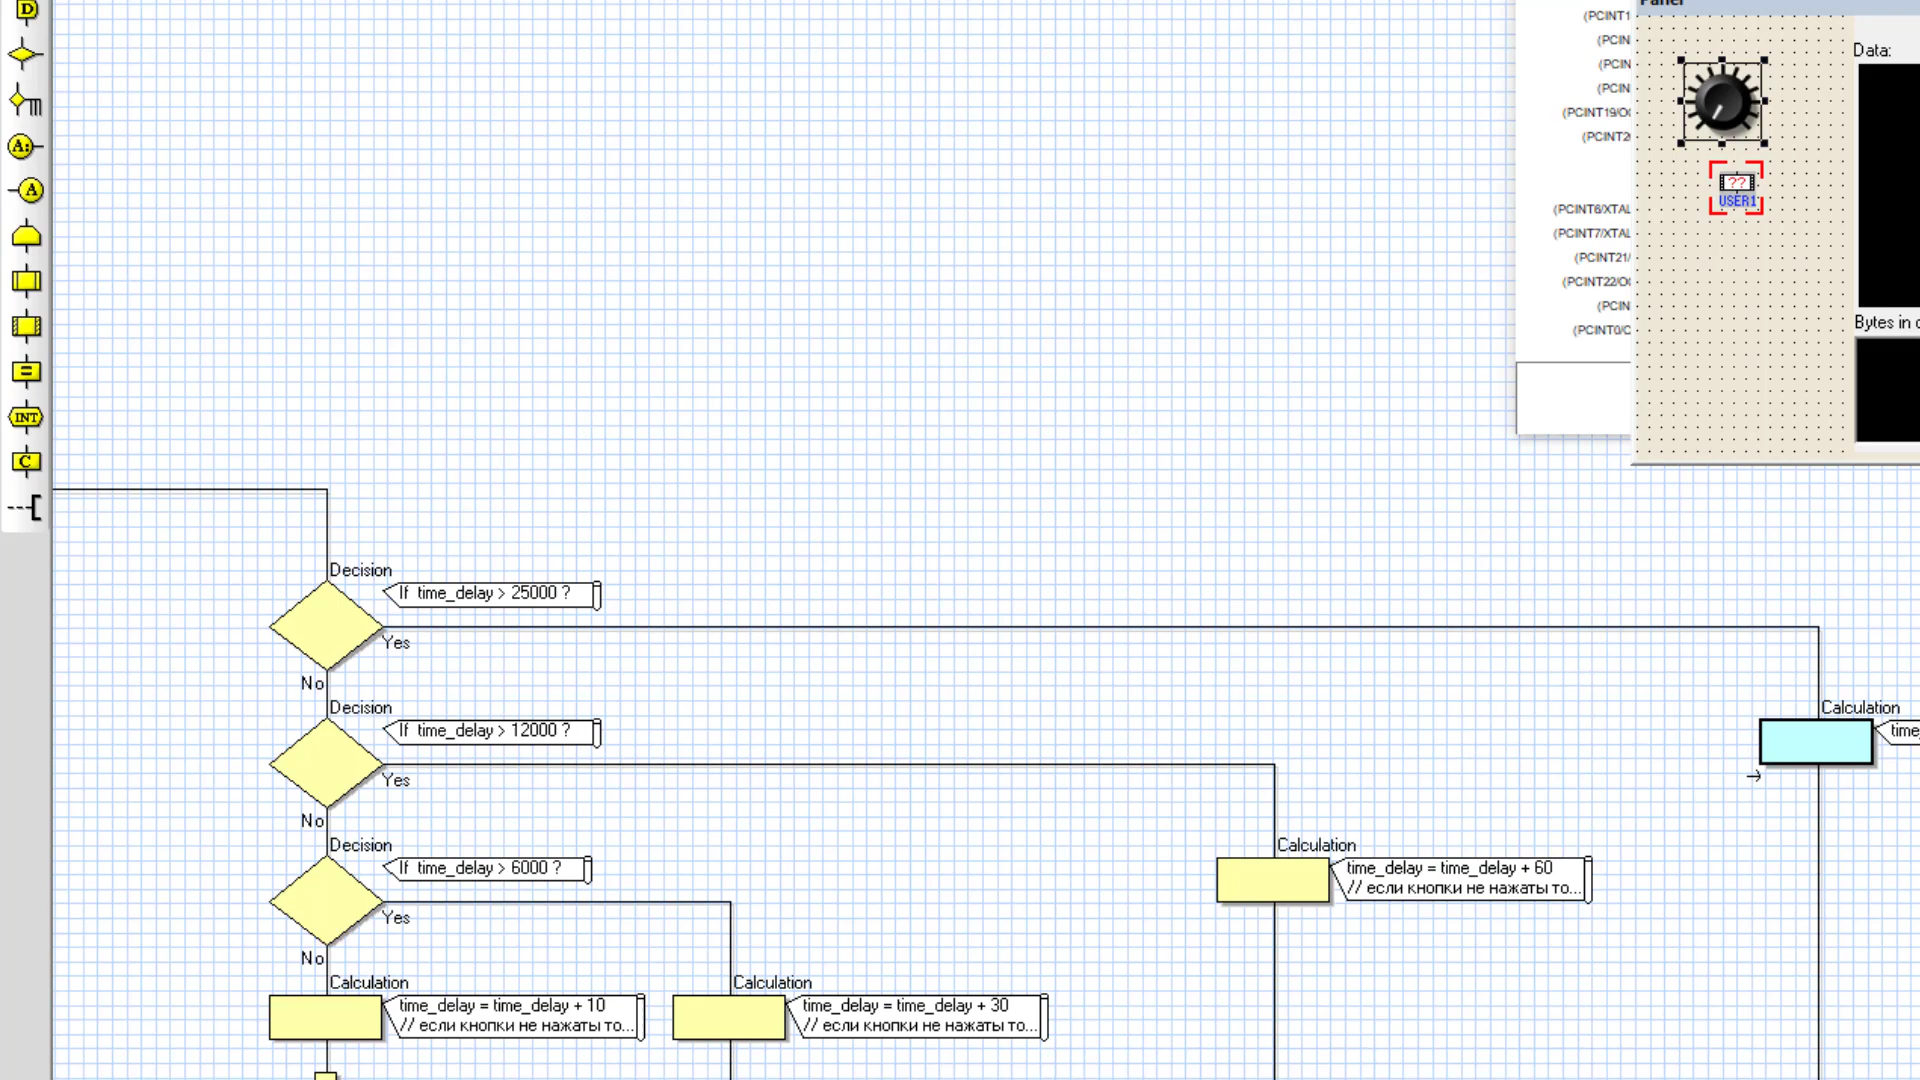 D
A:
A
=
INT
C
(PCINT1
(PCIN
(PCIN
(PCIN
(PCINT19/O
(PCINT2
(PCINT6/XTAL
(PCINT7/XTAL
(PCINT21/
(PCINT22/O
(PCIN
(PCINT0/O
Panel
Data:
??
USER1
Bytes in
Decision
If time_delay > 25000 ?
Yes
No
Decision
If time_delay > 12000 ?
Yes
No
Calculation
time_
Decision
If time_delay > 6000 ?
Yes
No
Calculation
time_delay = time_delay + 60
// если кнопки не нажаты то...
Calculation
time_delay = time_delay + 10
// если кнопки не нажаты то...
Calculation
time_delay = time_delay + 30
// если кнопки не нажаты то...